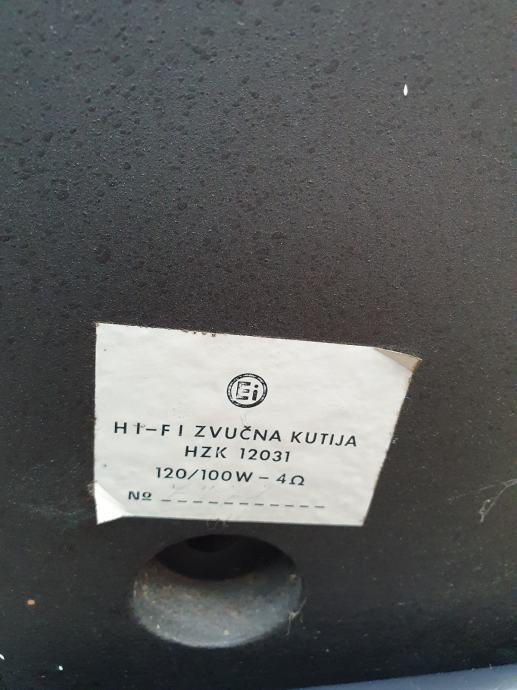 Ei
HI-FI ZVUČNA KUTIJA
HZK 12031
120/100W - 4Ω
Nº -----------